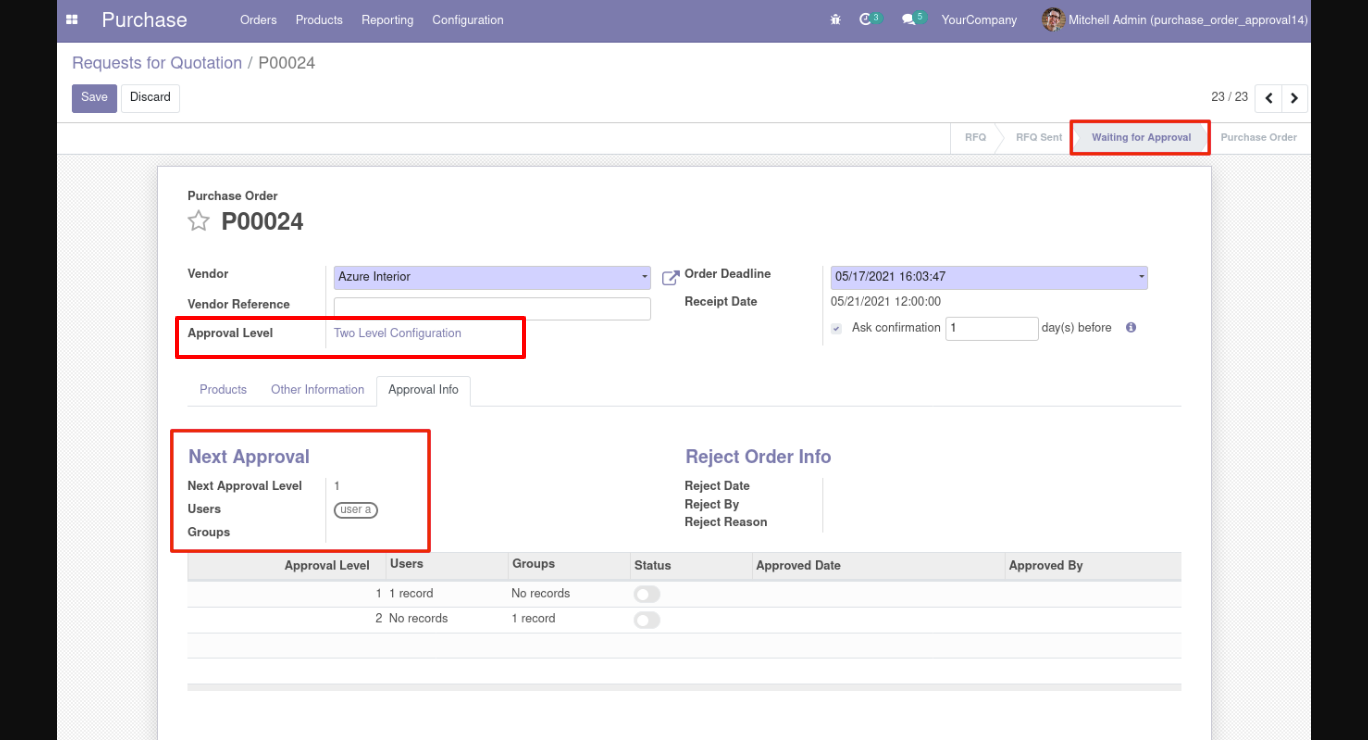 Purchase Orders Products Reporting Configuration 3 5 YourCompany Mitchell Admin (purchase_order_approval14)
Requests for Quotation / P00024
Save Discard 23 / 23
RFQ RFQ Sent Waiting for Approval Purchase Order
Purchase Order
P00024
Vendor Azure Interior Order Deadline 05/17/2021 16:03:47
Vendor Reference Receipt Date 05/21/2021 12:00:00
Approval Level Two Level Configuration Ask confirmation 1 day(s) before
Products Other Information Approval Info
Next Approval Reject Order Info
Next Approval Level 1 Reject Date
Users user a Reject By
Groups Reject Reason
Approval Level Users Groups Status Approved Date Approved By
1 1 record No records
2 No records 1 record